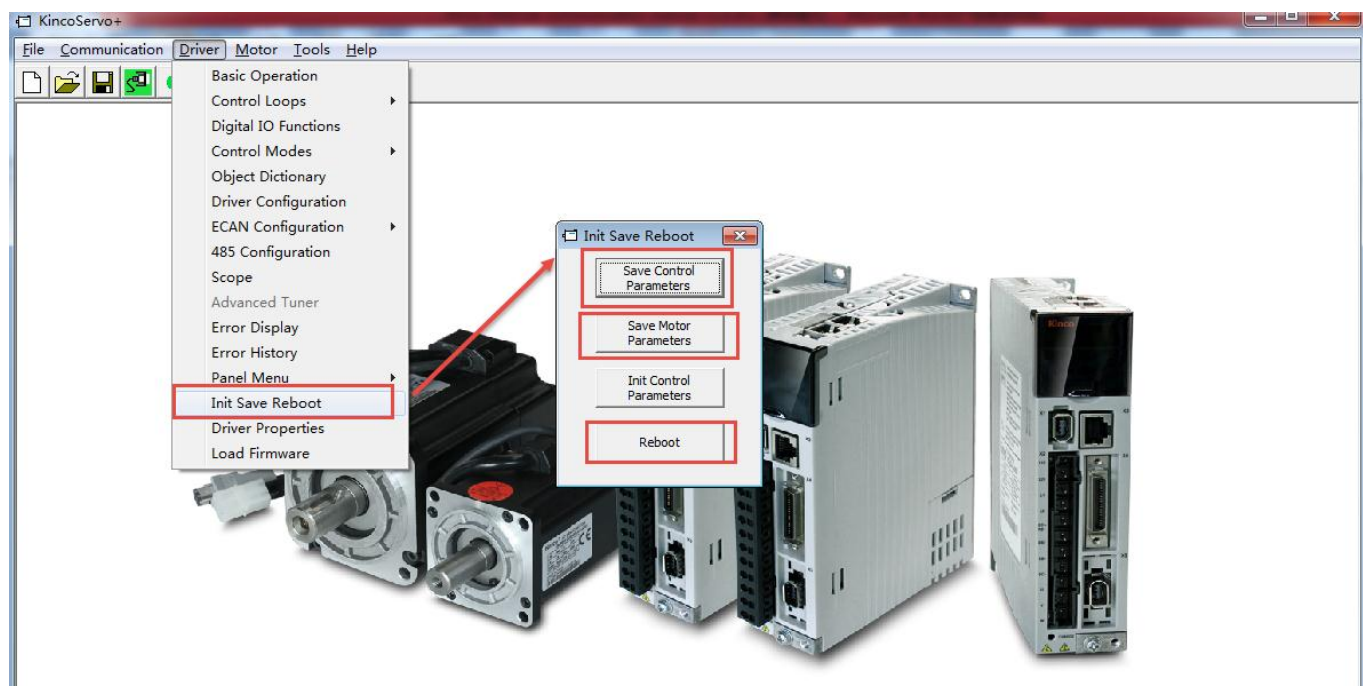 KincoServo+
File Communication Driver Motor Tools Help
Basic Operation
Control Loops
Digital IO Functions
Control Modes
Object Dictionary
Driver Configuration
ECAN Configuration
485 Configuration
Scope
Advanced Tuner
Error Display
Error History
Panel Menu
Init Save Reboot
Driver Properties
Load Firmware
Init Save Reboot
Save Control
Parameters
Save Motor
Parameters
Init Control
Parameters
Reboot
Kinco